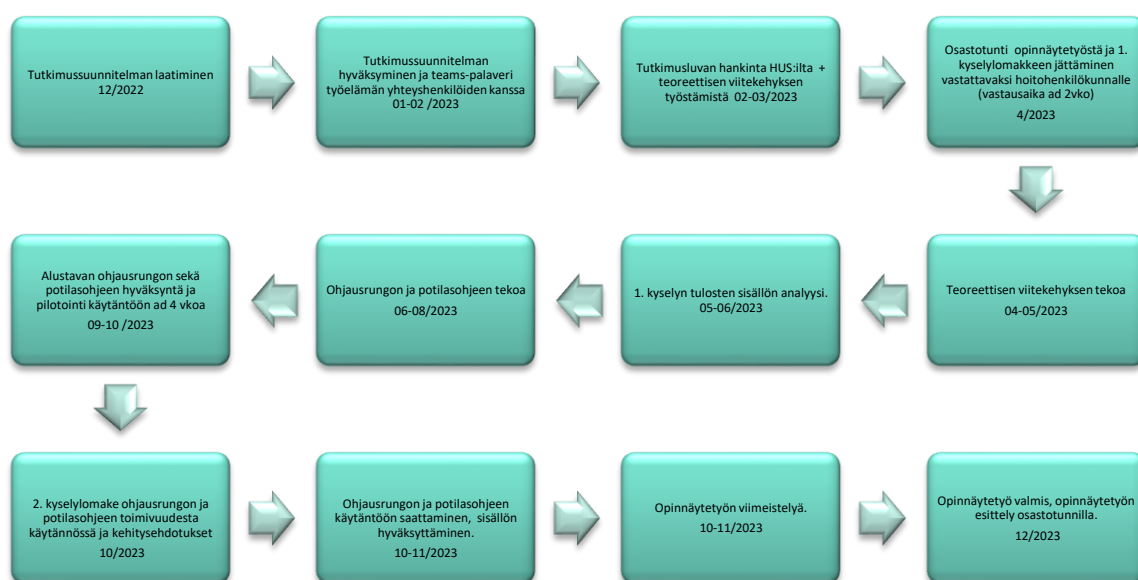 Tutkimussuunnitelman laatiminen
12/2022
Tutkimussuunnitelman
hyväksyminen ja teams-palaveri
työelämän yhteyshenkilöiden kanssa
01-02 /2023
Tutkimusluvan hankinta HUS:ilta +
teoreettisen viitekehyksen
työstämistä 02-03/2023
Osastotunti opinnäytetyöstä ja 1.
kyselylomakkeen jättäminen
vastattavaksi hoitohenkilökunnalle
(vastausaika ad 2vko)
4/2023
Teoreettisen viitekehyksen tekoa
04-05/2023
1. kyselyn tulosten sisällön analyysi.
05-06/2023
Ohjausrungon ja potilasohjeen tekoa
06-08/2023
Alustavan ohjausrungon sekä
potilasohjeen hyväksyntä ja
pilotointi käytäntöön ad 4 vkoa
09-10 /2023
2. kyselylomake ohjausrungon ja
potilasohjeen toimivuudesta
käytännössä ja kehitysehdotukset
10/2023
Ohjausrungon ja potilasohjeen
käytäntöön saattaminen, sisällön
hyväksyttäminen.
10-11/2023
Opinnäytetyön viimeistelyä.
10-11/2023
Opinnäytetyö valmis, opinnäytetyön
esittely osastotunnilla.
12/2023